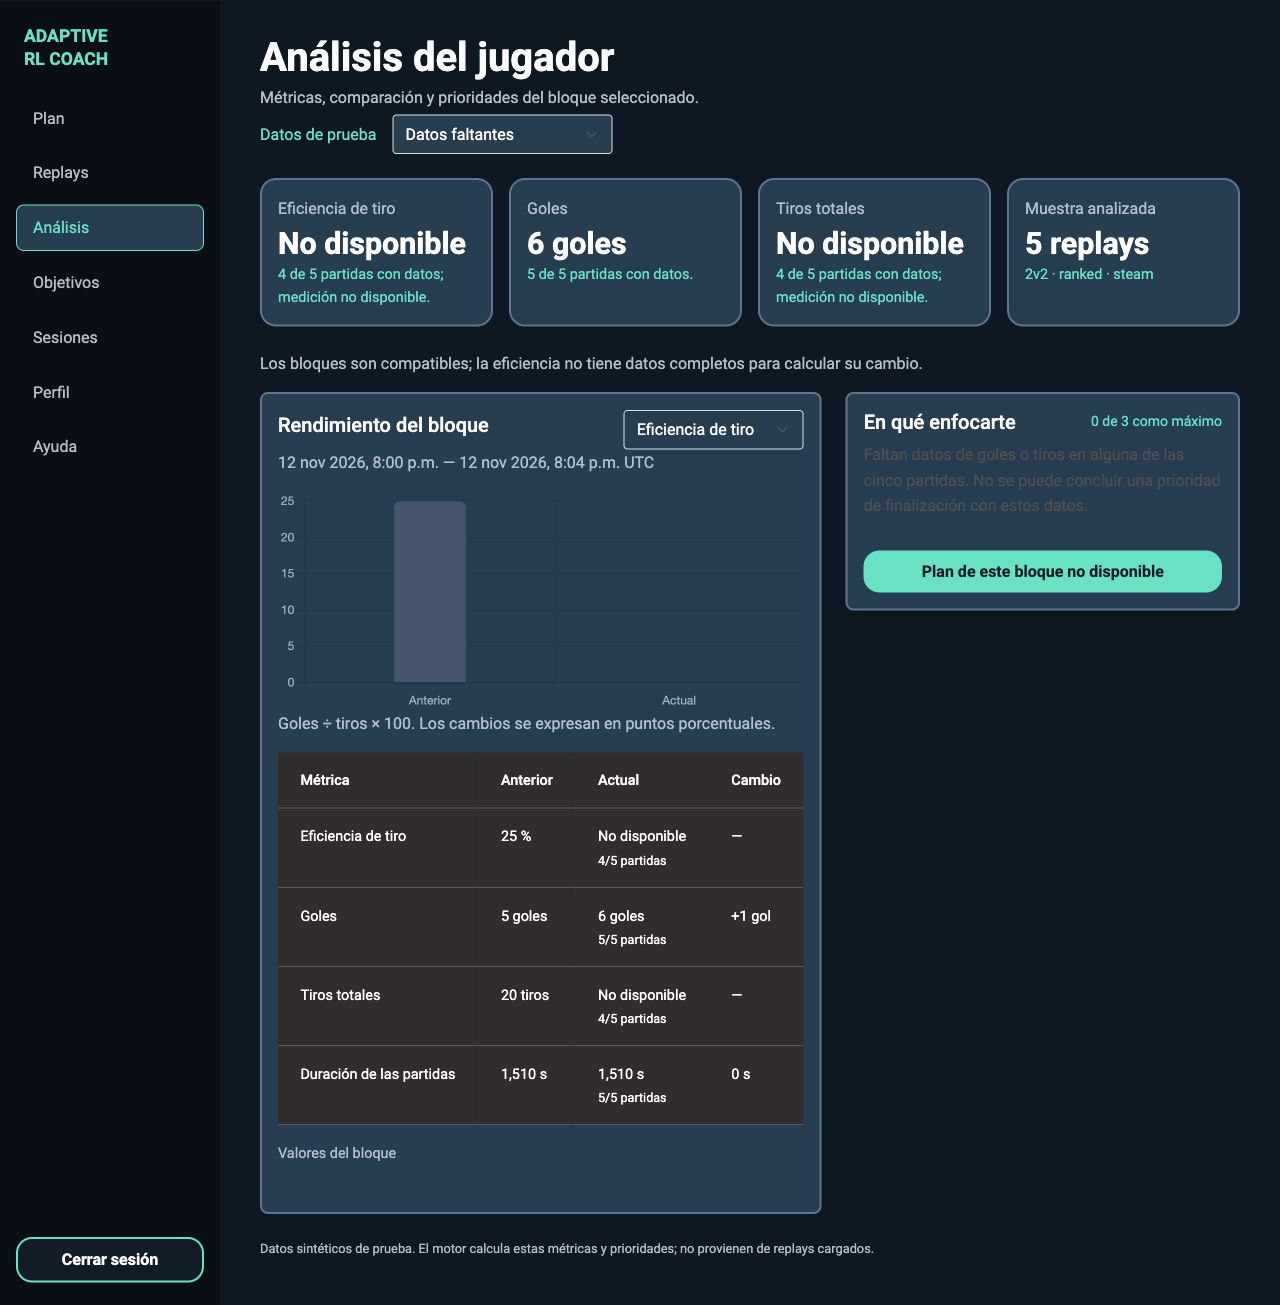 ADAPTIVE
RL COACH
Plan
Replays
Análisis
Objetivos
Sesiones
Perfil
Ayuda
Cerrar sesión
Análisis del jugador
Métricas, comparación y prioridades del bloque seleccionado.
Datos de prueba
Datos faltantes
Eficiencia de tiro
No disponible
4 de 5 partidas con datos;
medición no disponible.
Goles
6 goles
5 de 5 partidas con datos.
Tiros totales
No disponible
4 de 5 partidas con datos;
medición no disponible.
Muestra analizada
5 replays
2v2 · ranked · steam
Los bloques son compatibles; la eficiencia no tiene datos completos para calcular su cambio.
Rendimiento del bloque
Eficiencia de tiro
12 nov 2026, 8:00 p.m. — 12 nov 2026, 8:04 p.m. UTC
25
20
15
10
5
0
Anterior Actual
Goles ÷ tiros × 100. Los cambios se expresan en puntos porcentuales.
Métrica Anterior Actual Cambio
Eficiencia de tiro 25 % No disponible —
4/5 partidas
Goles 5 goles 6 goles +1 gol
5/5 partidas
Tiros totales 20 tiros No disponible —
4/5 partidas
Duración de las partidas 1,510 s 1,510 s 0 s
5/5 partidas
Valores del bloque
En qué enfocarte
0 de 3 como máximo
Faltan datos de goles o tiros en alguna de las
cinco partidas. No se puede concluir una prioridad
de finalización con estos datos.
Plan de este bloque no disponible
Datos sintéticos de prueba. El motor calcula estas métricas y prioridades; no provienen de replays cargados.